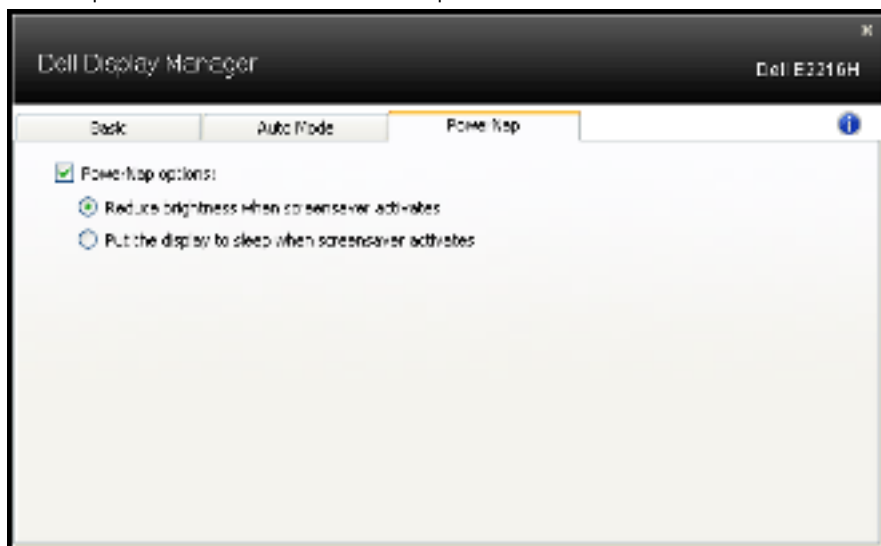 Dell Display Manager
Dell E2216H
Basic
Auto Mode
PowerNap
PowerNap options:
Reduce brightness when screensaver activates
Put the display to sleep when screensaver activates